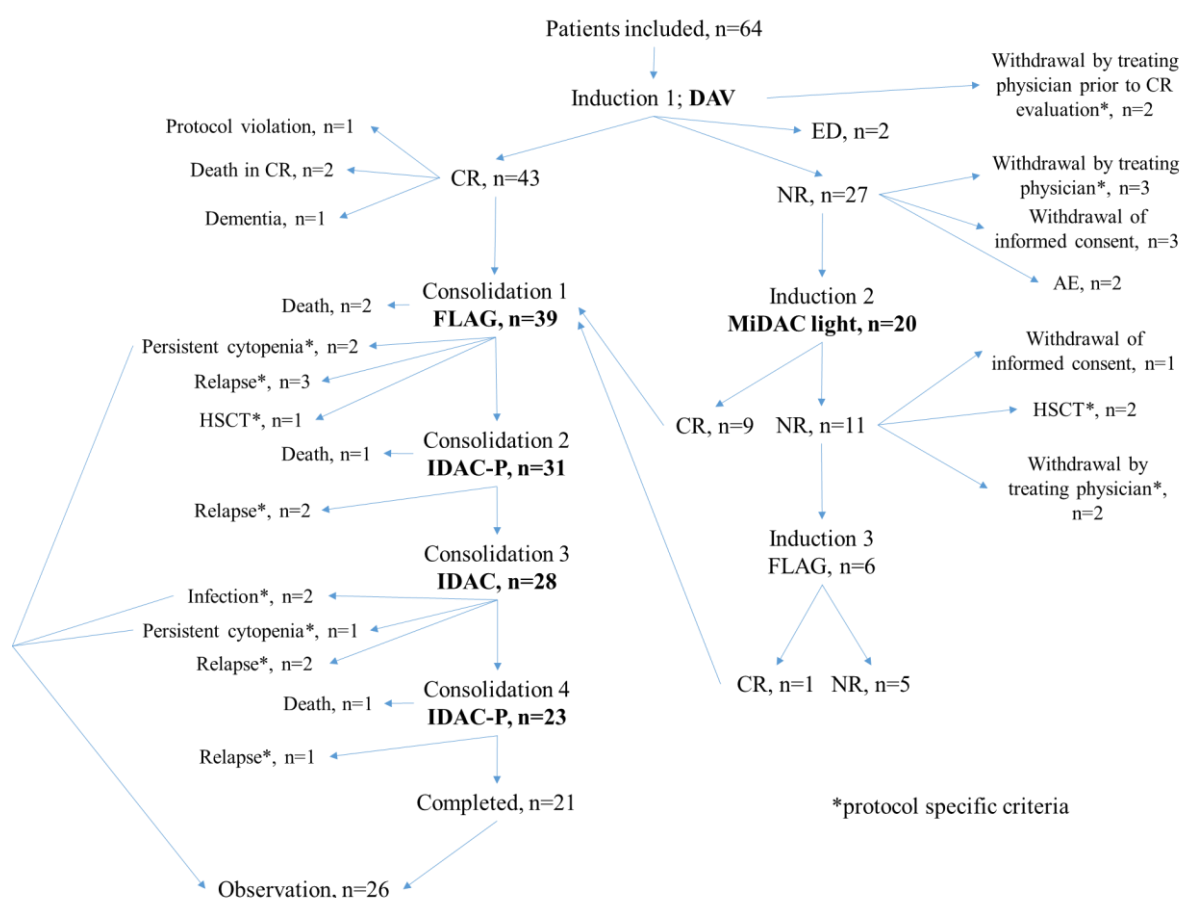 Patients included, n=64
Induction 1; DAV
Withdrawal by treating
physician prior to CR
evaluation*, n=2
ED, n=2
Protocol violation, n=1
Death in CR, n=2
Dementia, n=1
CR, n=43
NR, n=27
Withdrawal by treating
physician*, n=3
Withdrawal of
informed consent, n=3
AE, n=2
Consolidation 1
FLAG, n=39
Death, n=2
Persistent cytopenia*, n=2
Relapse*, n=3
HSCT*, n=1
Induction 2
MiDAC light, n=20
CR, n=9
NR, n=11
Withdrawal of
informed consent,
n=1
HSCT*, n=2
Withdrawal by
treating physician*,
n=2
Consolidation 2
IDAC-P, n=31
Death, n=1
Relapse*, n=2
Induction 3
FLAG, n=6
CR, n=1
NR, n=5
Consolidation 3
IDAC, n=28
Infection*, n=2
Persistent cytopenia*, n=1
Relapse*, n=2
Consolidation 4
IDAC-P, n=23
Death, n=1
Relapse*, n=1
Completed, n=21
*protocol specific criteria
Observation, n=26